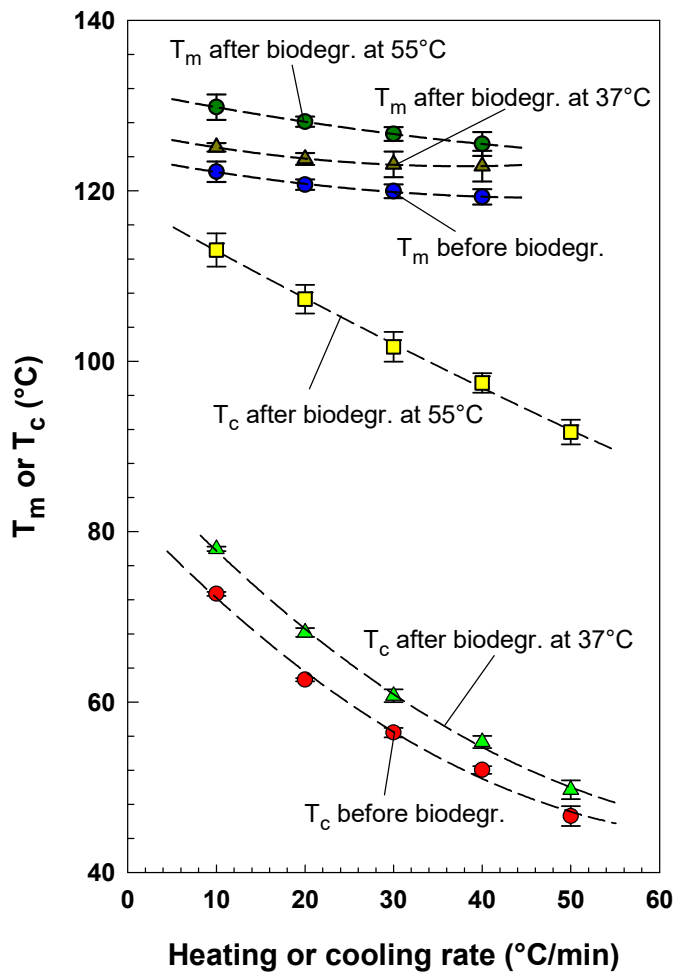 140
T_m after biodegr. at 55°C
T_m after biodegr. at 37°C
120
T_m before biodegr.
100
T_c after biodegr. at 55°C
T_m or T_c (°C)
80
T_c after biodegr. at 37°C
60
T_c before biodegr.
40
0 10 20 30 40 50 60
Heating or cooling rate (°C/min)